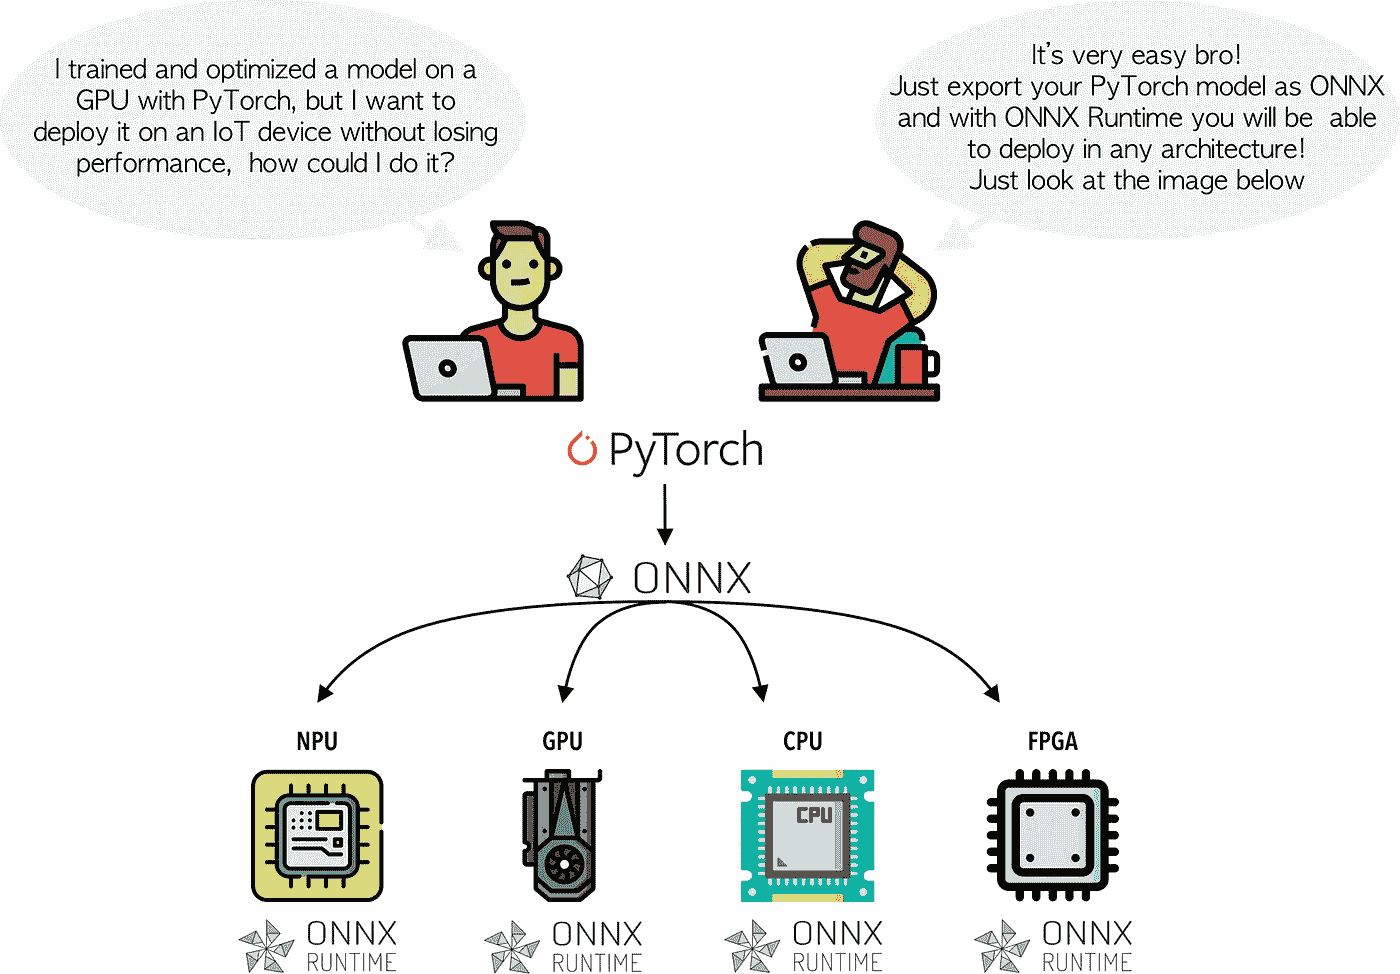 I trained and optimized a model on a
GPU with PyTorch, but I want to
deploy it on an IoT device without losing
performance, how could I do it?
It's very easy bro!
Just export your PyTorch model as ONNX
and with ONNX Runtime you will be able
to deploy in any architecture!
Just look at the image below
PyTorch
ONNX
NPU
GPU
CPU
FPGA
CPU
ONNX
RUNTIME
ONNX
RUNTIME
ONNX
RUNTIME
ONNX
RUNTIME